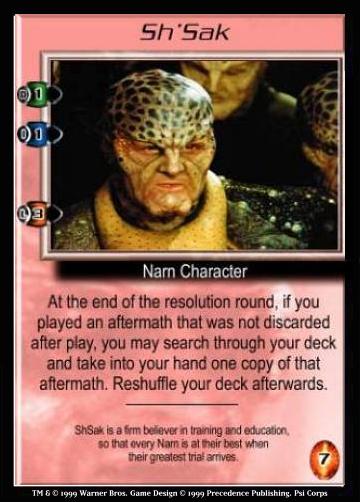 Sh'Sak
1
1
3
Narn Character
At the end of the resolution round, if you
played an aftermath that was not discarded
after play, you may search through your deck
and take into your hand one copy of that
aftermath. Reshuffle your deck afterwards.
ShSak is a firm believer in training and education,
so that every Narn is at their best when
their greatest trial arrives.
7
TM & © 1999 Warner Bros. Game Design © 1999 Precedence Publishing. Psi Corps